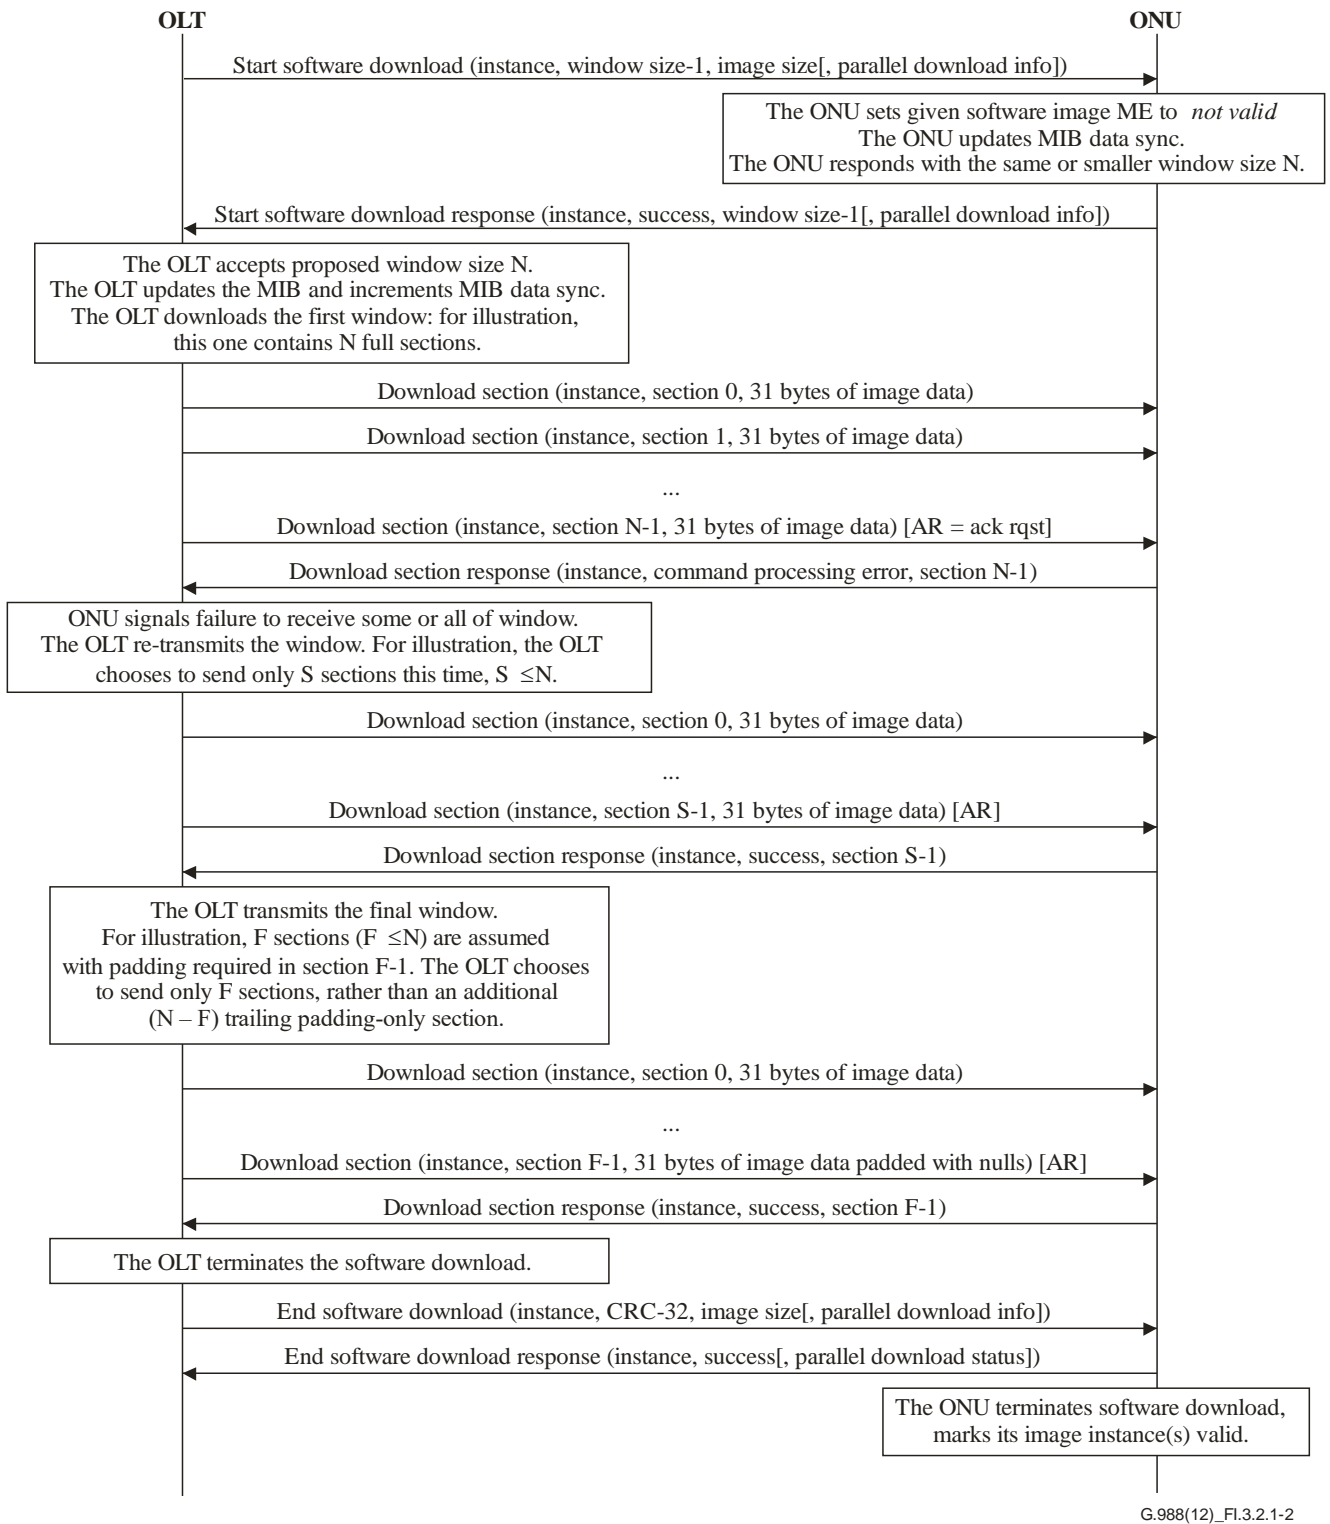 OLT ONU
Start software download (instance, window size-1, image size[, parallel download info])
The ONU sets given software image ME to not valid
The ONU updates MIB data sync.
The ONU responds with the same or smaller window size N.
Start software download response (instance, success, window size-1[, parallel download info])
The OLT accepts proposed window size N.
The OLT updates the MIB and increments MIB data sync.
The OLT downloads the first window: for illustration,
this one contains N full sections.
Download section (instance, section 0, 31 bytes of image data)
Download section (instance, section 1, 31 bytes of image data)
...
Download section (instance, section N-1, 31 bytes of image data) [AR = ack rqst]
Download section response (instance, command processing error, section N-1)
ONU signals failure to receive some or all of window.
The OLT re-transmits the window. For illustration, the OLT
chooses to send only S sections this time, S ≤N.
Download section (instance, section 0, 31 bytes of image data)
...
Download section (instance, section S-1, 31 bytes of image data) [AR]
Download section response (instance, success, section S-1)
The OLT transmits the final window.
For illustration, F sections (F ≤N) are assumed
with padding required in section F-1. The OLT chooses
to send only F sections, rather than an additional
(N – F) trailing padding-only section.
Download section (instance, section 0, 31 bytes of image data)
...
Download section (instance, section F-1, 31 bytes of image data padded with nulls) [AR]
Download section response (instance, success, section F-1)
The OLT terminates the software download.
End software download (instance, CRC-32, image size[, parallel download info])
End software download response (instance, success[, parallel download status])
The ONU terminates software download,
marks its image instance(s) valid.
G.988(12)_FI.3.2.1-2